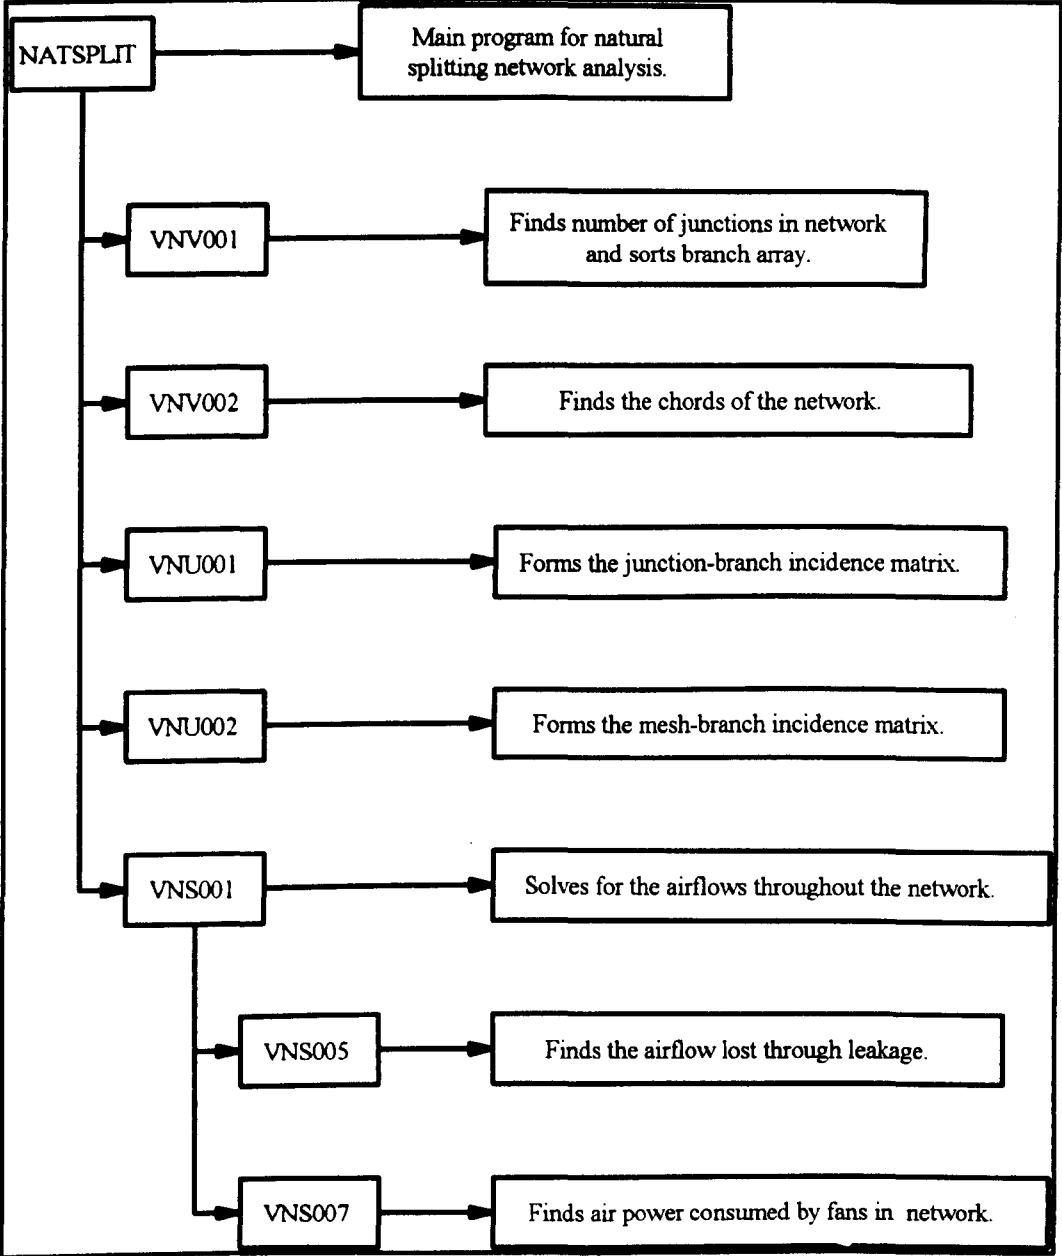 NATSPLIT
Main program for natural
splitting network analysis.
VNV001
Finds number of junctions in network
and sorts branch array.
VNV002
Finds the chords of the network.
VNU001
Forms the junction-branch incidence matrix.
VNU002
Forms the mesh-branch incidence matrix.
VNS001
Solves for the airflows throughout the network.
VNS005
Finds the airflow lost through leakage.
VNS007
Finds air power consumed by fans in network.